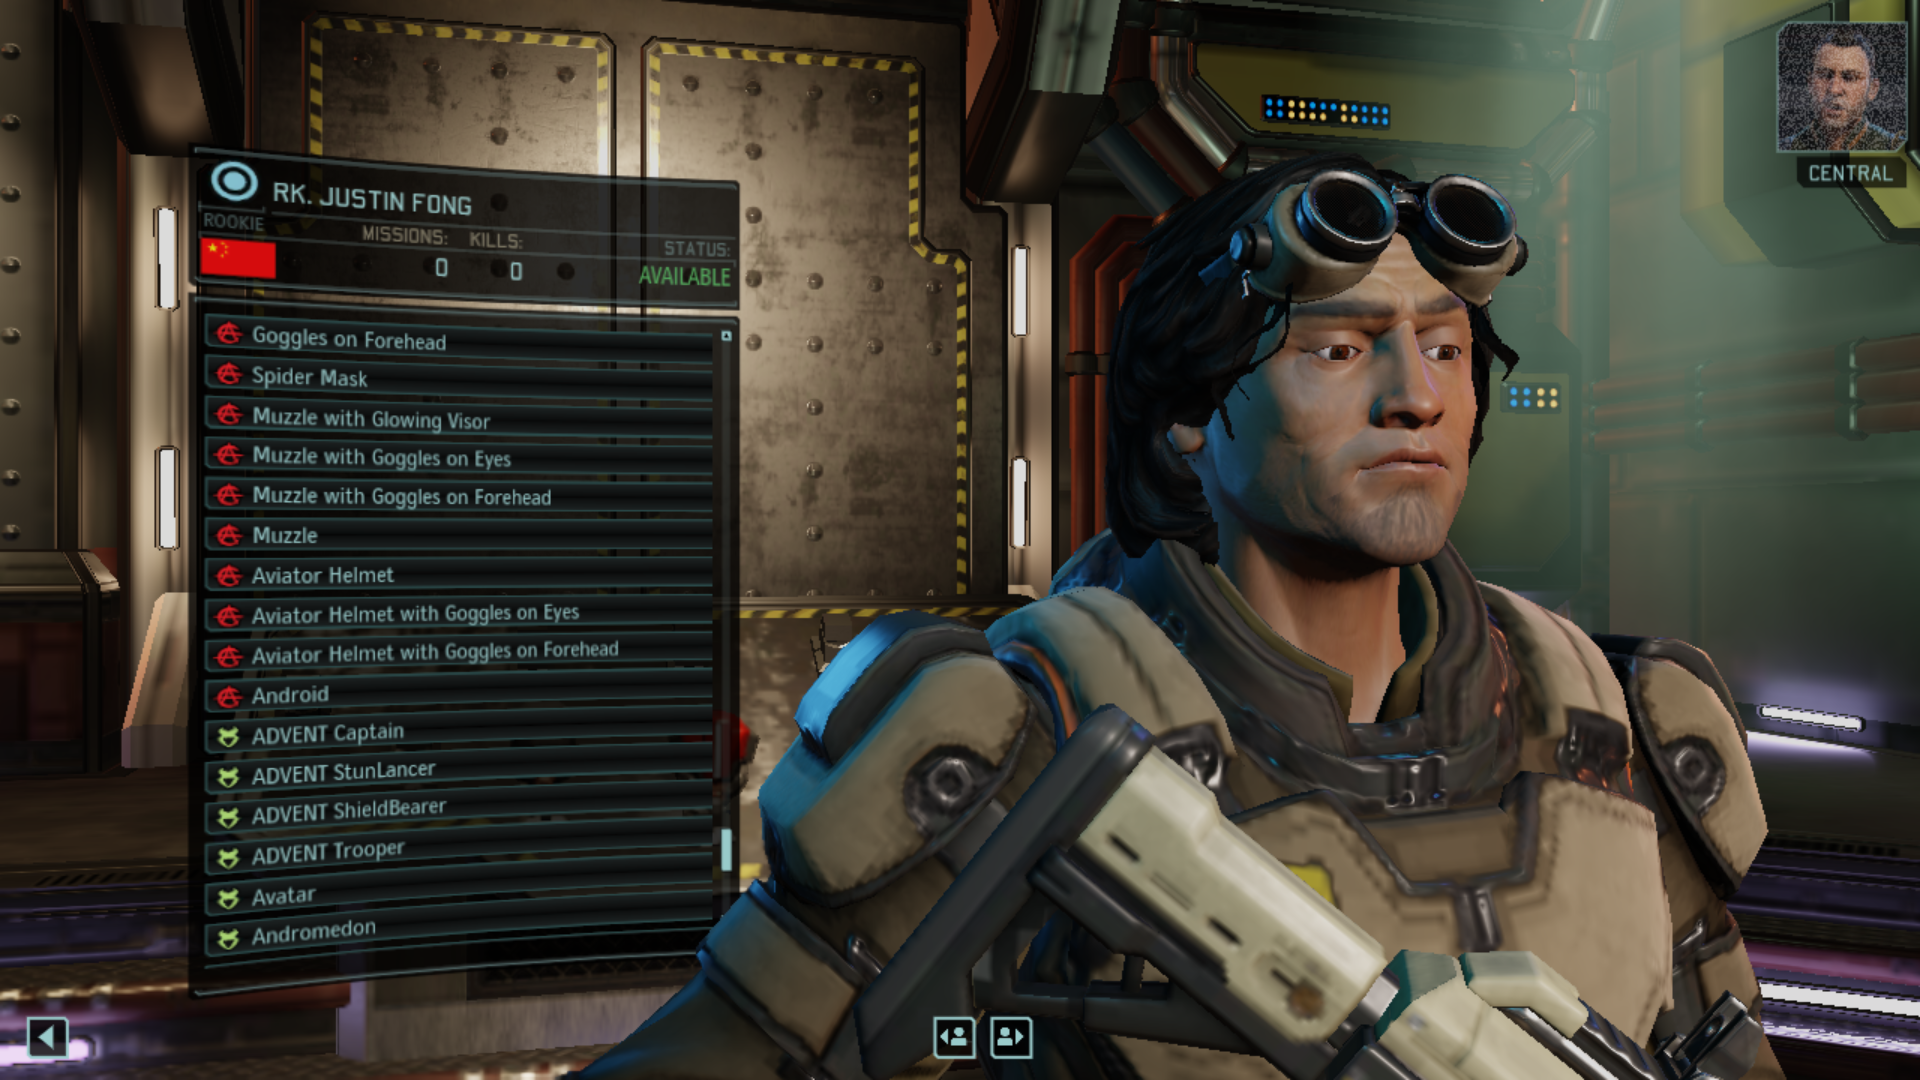 CENTRAL
RK. JUSTIN FONG
ROOKIE
MISSIONS: KILLS: STATUS:
0 0 AVAILABLE
Goggles on Forehead
Spider Mask
Muzzle with Glowing Visor
Muzzle with Goggles on Eyes
Muzzle with Goggles on Forehead
Muzzle
Aviator Helmet
Aviator Helmet with Goggles on Eyes
Aviator Helmet with Goggles on Forehead
Android
ADVENT Captain
ADVENT StunLancer
ADVENT ShieldBearer
ADVENT Trooper
Avatar
Andromedon